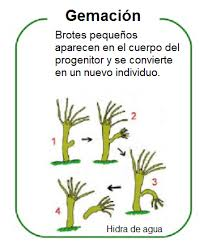 Gemación
Brotes pequeños
aparecen en el cuerpo del
progenitor y se convierte
en un nuevo individuo.
1
2
3
4
Hidra de agua